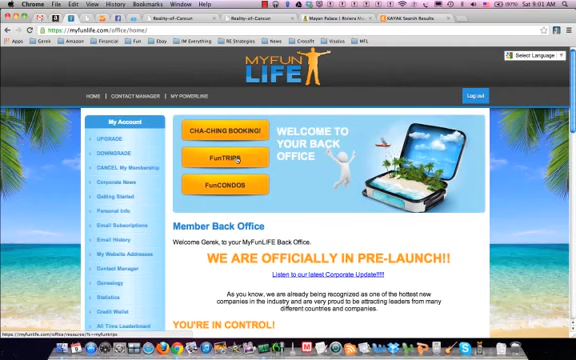 Chrome File Edit View History Bookmarks Window Help
Sat 9:01 AM
Reality-of-Cancun
Reality-of-Cancun
Mayan Palace | Riviera M
KAYAK Search Results
https://myfunlife.com/office/home/
Apps Gerek Financial Fun Ebay IM Everything RE Strategies News Crossfit Visalus MFL
MYFUN
LIFE
Select Language
HOME CONTACT MANAGER MY POWERLINE
Log out
My Account
UPGRADE
DOWNGRADE
CANCEL My Membership
Corporate News
Getting Started
Personal Info
Email Subscriptions
Email History
My Website Addresses
Contact Manager
Genealogy
Statistics
Credit Wallet
All Time Leaderboard
CHA-CHING BOOKING!
FunTRIPS
FunCONDOS
WELCOME TO
YOUR BACK
OFFICE
Member Back Office
Welcome Gerek, to your MyFunLIFE Back Office.
WE ARE OFFICIALLY IN PRE-LAUNCH!!
Listen to our latest Corporate Update!!!!!
As you know, we are already being recognized as one of the hottest new
companies in the industry and are very proud to be attracting leaders from many
different countries and companies.
YOU'RE IN CONTROL!